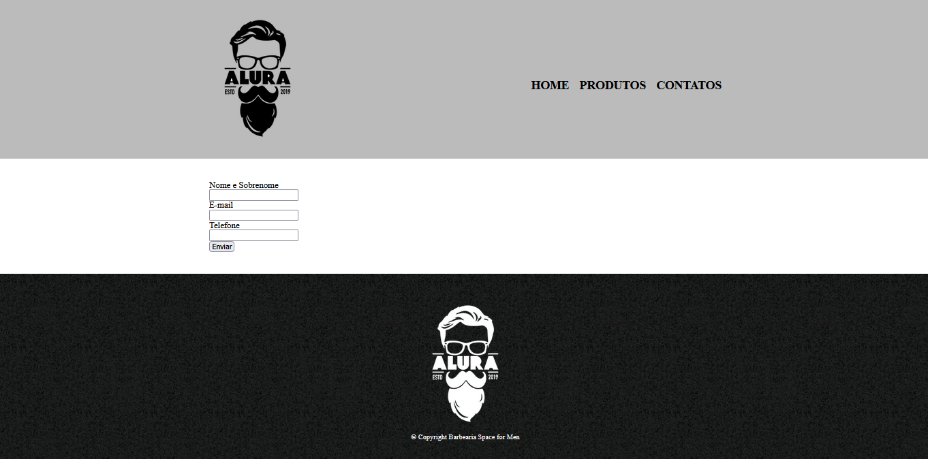 ALURA
ESTD 2019
HOME PRODUTOS CONTATOS
Nome e Sobrenome
E-mail
Telefone
Enviar
ALURA
ESTD 2019
@ Copyright Barbearia Space for Men